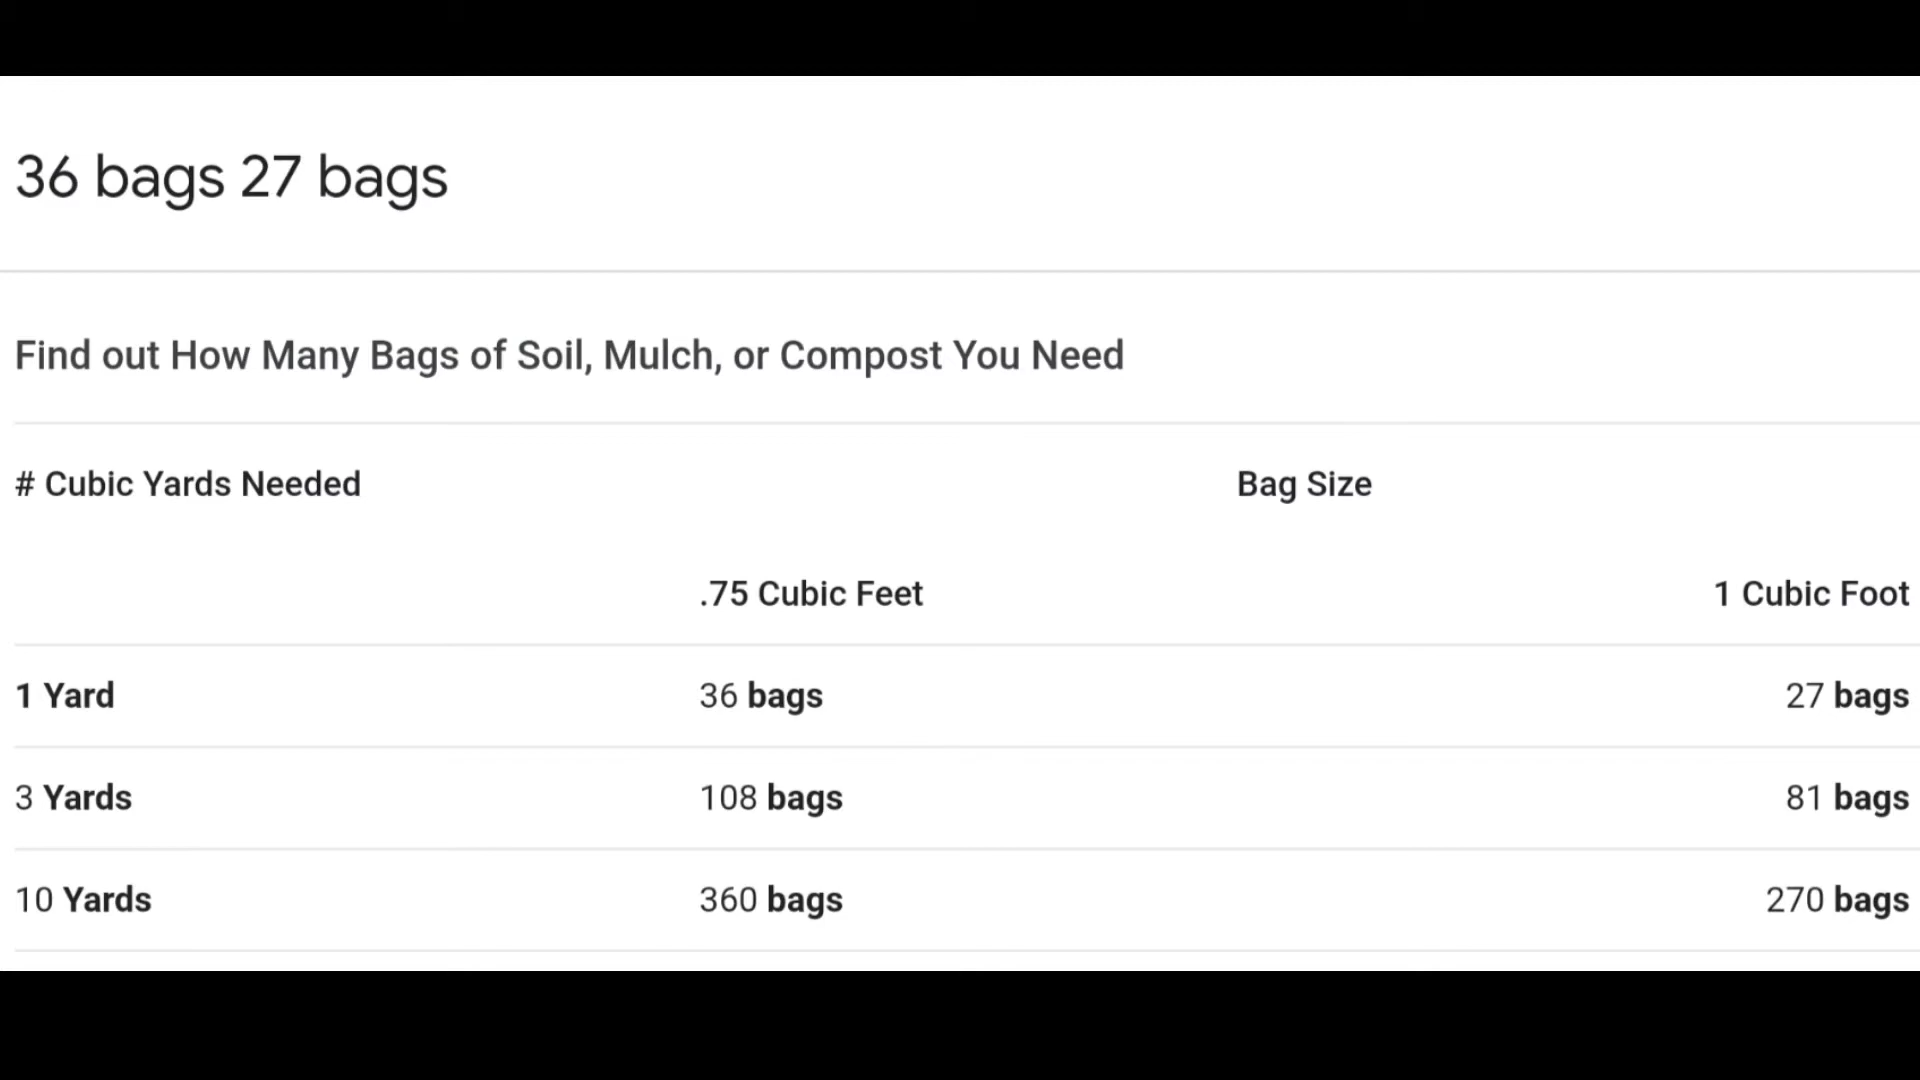 36 bags 27 bags
Find out How Many Bags of Soil, Mulch, or Compost You Need
# Cubic Yards Needed Bag Size
.75 Cubic Feet 1 Cubic Foot
1 Yard 36 bags 27 bags
3 Yards 108 bags 81 bags
10 Yards 360 bags 270 bags